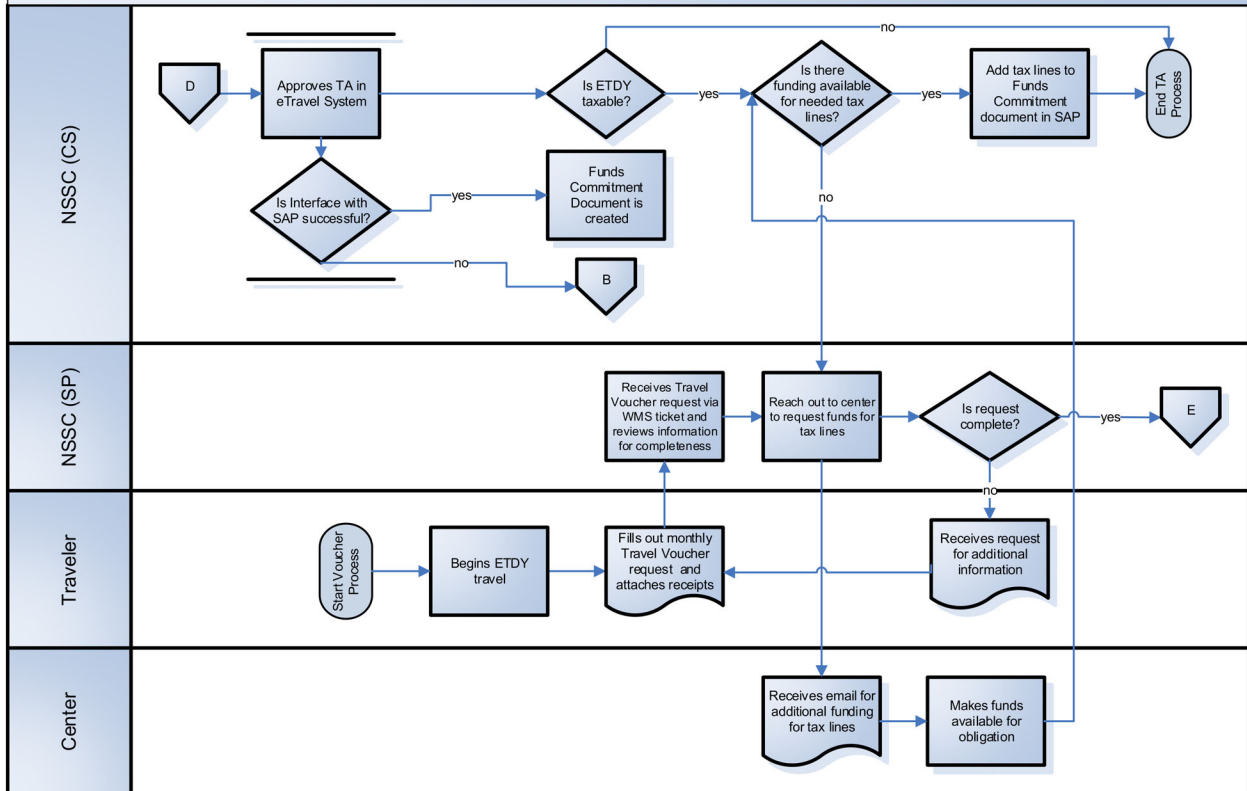 NSSC (CS)
D
Approves TA in
eTravel System
Is ETDY
taxable?
no
yes
Is there
funding available
for needed tax
lines?
yes
Add tax lines to
Funds
Commitment
document in SAP
End TA
Process
Is Interface with
SAP successful?
yes
Funds
Commitment
Document is
created
no
no
B
NSSC (SP)
Receives Travel
Voucher request via
WMS ticket and
reviews information
for completeness
Reach out to center
to request funds for
tax lines
Is request
complete?
yes
E
no
Traveler
Start Voucher
Process
Begins ETDY
travel
Fills out monthly
Travel Voucher
request and
attaches receipts
Receives request
for additional
information
Center
Receives email for
additional funding
for tax lines
Makes funds
available for
obligation